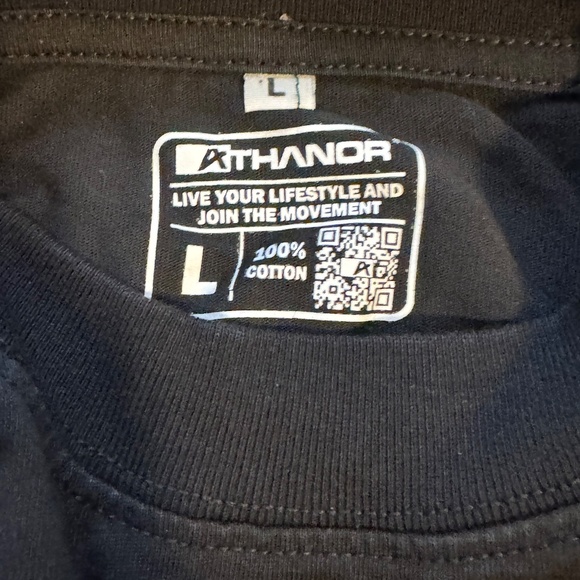 L
ATHANOR
LIVE YOUR LIFESTYLE AND
JOIN THE MOVEMENT
L
100%
COTTON
A